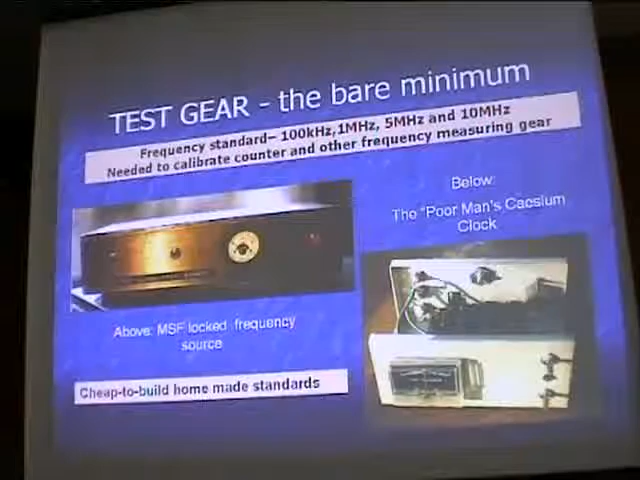 TEST GEAR - the bare minimum
Frequency standard– 100kHz,1MHz, 5MHz and 10MHz
Needed to calibrate counter and other frequency measuring gear
Below:
The "Poor Man's Caesium
Clock
Above: MSF locked frequency
source
Cheap-to-build home made standards